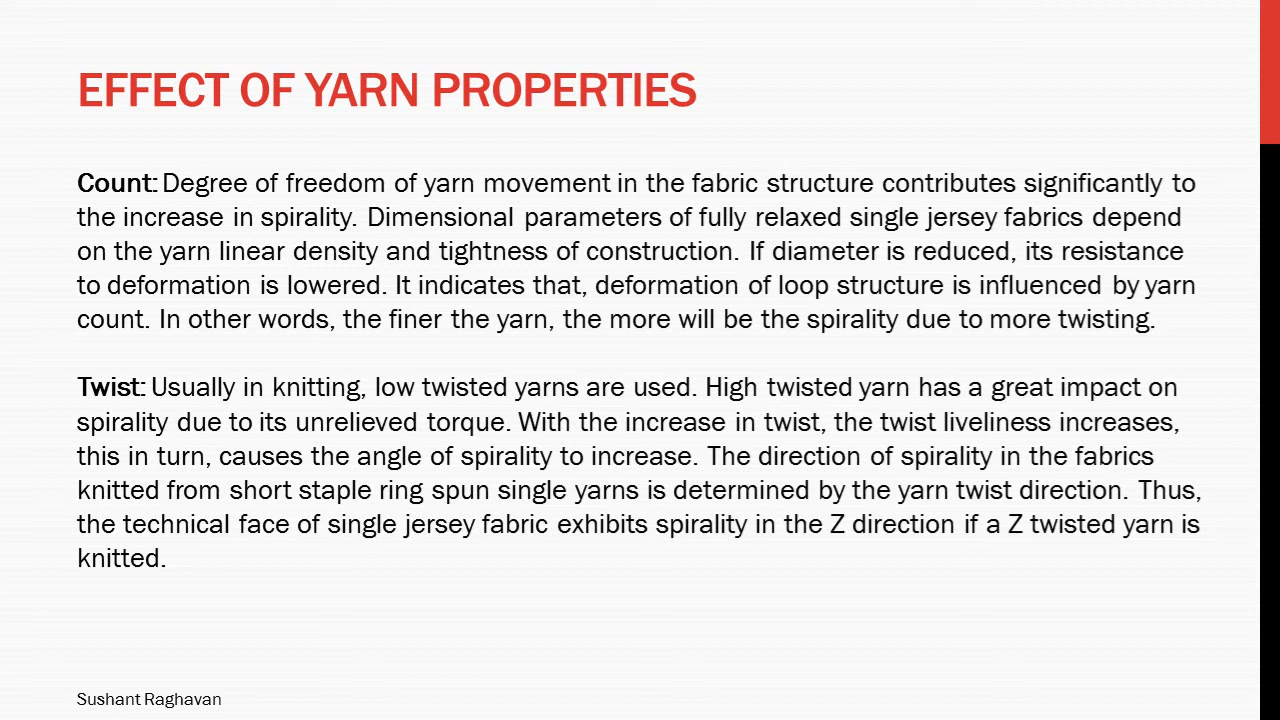 EFFECT OF YARN PROPERTIES
Count: Degree of freedom of yarn movement in the fabric structure contributes significantly to
the increase in spirality. Dimensional parameters of fully relaxed single jersey fabrics depend
on the yarn linear density and tightness of construction. If diameter is reduced, its resistance
to deformation is lowered. It indicates that, deformation of loop structure is influenced by yarn
count. In other words, the finer the yarn, the more will be the spirality due to more twisting.
Twist: Usually in knitting, low twisted yarns are used. High twisted yarn has a great impact on
spirality due to its unrelieved torque. With the increase in twist, the twist liveliness increases,
this in turn, causes the angle of spirality to increase. The direction of spirality in the fabrics
knitted from short staple ring spun single yarns is determined by the yarn twist direction. Thus,
the technical face of single jersey fabric exhibits spirality in the Z direction if a Z twisted yarn is
knitted.
Sushant Raghavan